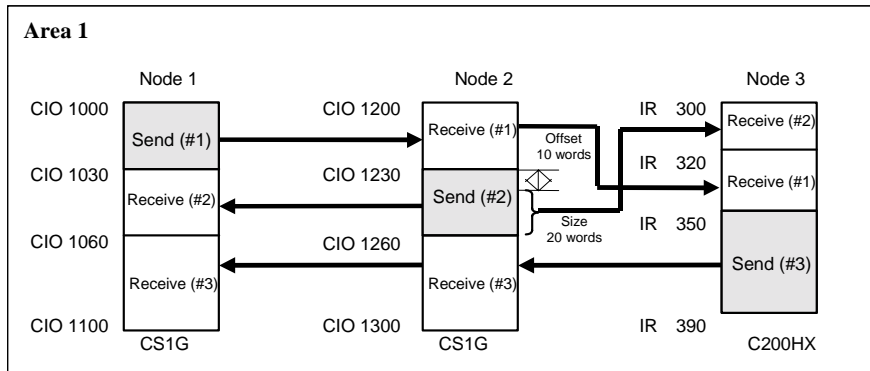 Area 1
Node 1
Node 2
Node 3
CIO 1000
CIO 1200
IR 300
Send (#1)
Receive (#1)
Receive (#2)
Offset
10 words
CIO 1030
CIO 1230
IR 320
Receive (#2)
Send (#2)
Receive (#1)
Size
20 words
CIO 1060
CIO 1260
IR 350
Receive (#3)
Receive (#3)
Send (#3)
CIO 1100
CIO 1300
IR 390
CS1G
CS1G
C200HX